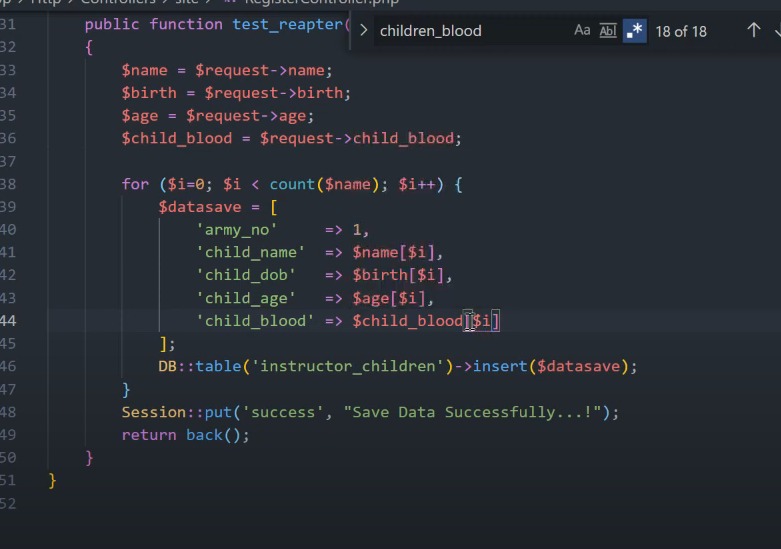 Http > Controllers > site > RegisterController.php
children_blood Aa Abl .* 18 of 18
31 public function test_reapter(
32 {
33 $name = $request->name;
34 $birth = $request->birth;
35 $age = $request->age;
36 $child_blood = $request->child_blood;
37
38 for ($i=0; $i < count($name); $i++) {
39 $datasave = [
40 'army_no' => 1,
41 'child_name' => $name[$i],
42 'child_dob' => $birth[$i],
43 'child_age' => $age[$i],
44 'child_blood' => $child_blood[$i]
45 ];
46 DB::table('instructor_children')->insert($datasave);
47 }
48 Session::put('success', "Save Data Successfully...!");
49 return back();
50 }
51 }
52